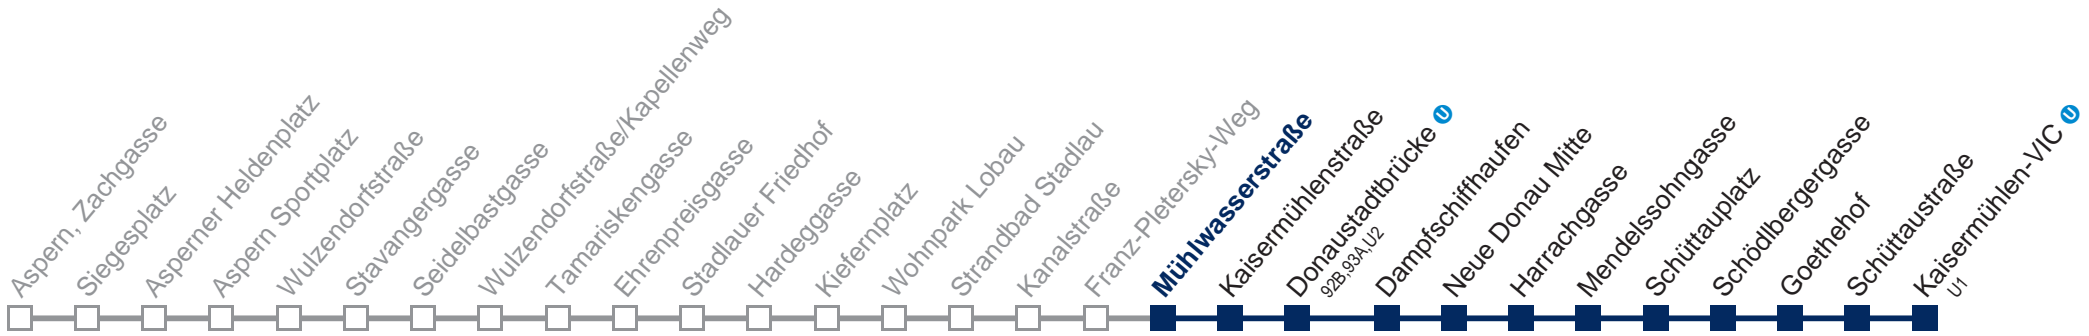 Aspern, Zachgasse
Siegesplatz
Asperner Heldenplatz
Aspern Sportplatz
Wulzendorfstraße
Stavangergasse
Seidelbastgasse
Wulzendorfstraße/Kapellenweg
Tamariskengasse
Ehrenpreisgasse
Stadlauer Friedhof
Hardeggasse
Kiefernplatz
Wohnpark Lobau
Strandbad Stadlau
Kanalstraße
Franz-Pletersky-Weg
Mühlwasserstraße
Kaisermühlenstraße
Donaustadtbrücke U
92B,93A,U2
Dampfschiffhaufen
Neue Donau Mitte
Harrachgasse
Mendelssohngasse
Schüttauplatz
Schödlbergergasse
Goethehof
Schüttaustraße
Kaisermühlen-VIC U
U1